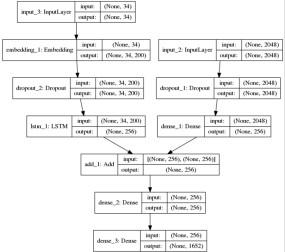 input_3: InputLayer
input: (None, 34)
output: (None, 34)
embedding_1: Embedding
input: (None, 34)
output: (None, 34, 200)
input_2: InputLayer
input: (None, 2048)
output: (None, 2048)
dropout_2: Dropout
input: (None, 34, 200)
output: (None, 34, 200)
dropout_1: Dropout
input: (None, 2048)
output: (None, 2048)
lstm_1: LSTM
input: (None, 34, 200)
output: (None, 256)
dense_1: Dense
input: (None, 2048)
output: (None, 256)
add_1: Add
input: [(None, 256), (None, 256)]
output: (None, 256)
dense_2: Dense
input: (None, 256)
output: (None, 256)
dense_3: Dense
input: (None, 256)
output: (None, 1652)